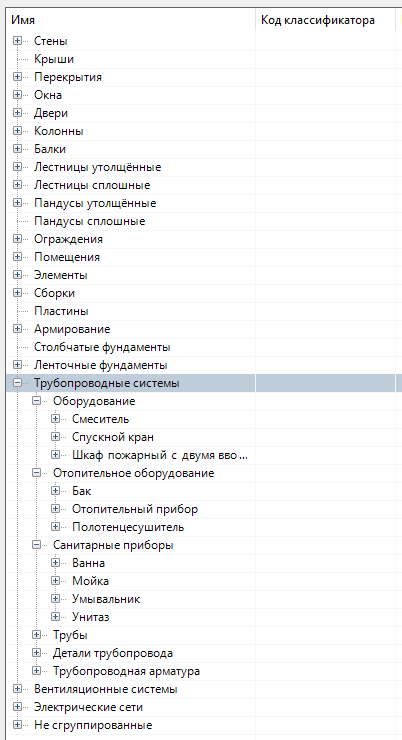 Имя Код классификатора
Стены
Крыши
Перекрытия
Окна
Двери
Колонны
Балки
Лестницы утолщённые
Лестницы сплошные
Пандусы утолщённые
Пандусы сплошные
Ограждения
Помещения
Элементы
Сборки
Пластины
Армирование
Столбчатые фундаменты
Ленточные фундаменты
Трубопроводные системы
Оборудование
Смеситель
Спускной кран
Шкаф пожарный с двумя вво ...
Отопительное оборудование
Бак
Отопительный прибор
Полотенцесушитель
Санитарные приборы
Ванна
Мойка
Умывальник
Унитаз
Трубы
Детали трубопровода
Трубопроводная арматура
Вентиляционные системы
Электрические сети
Не сгруппированные